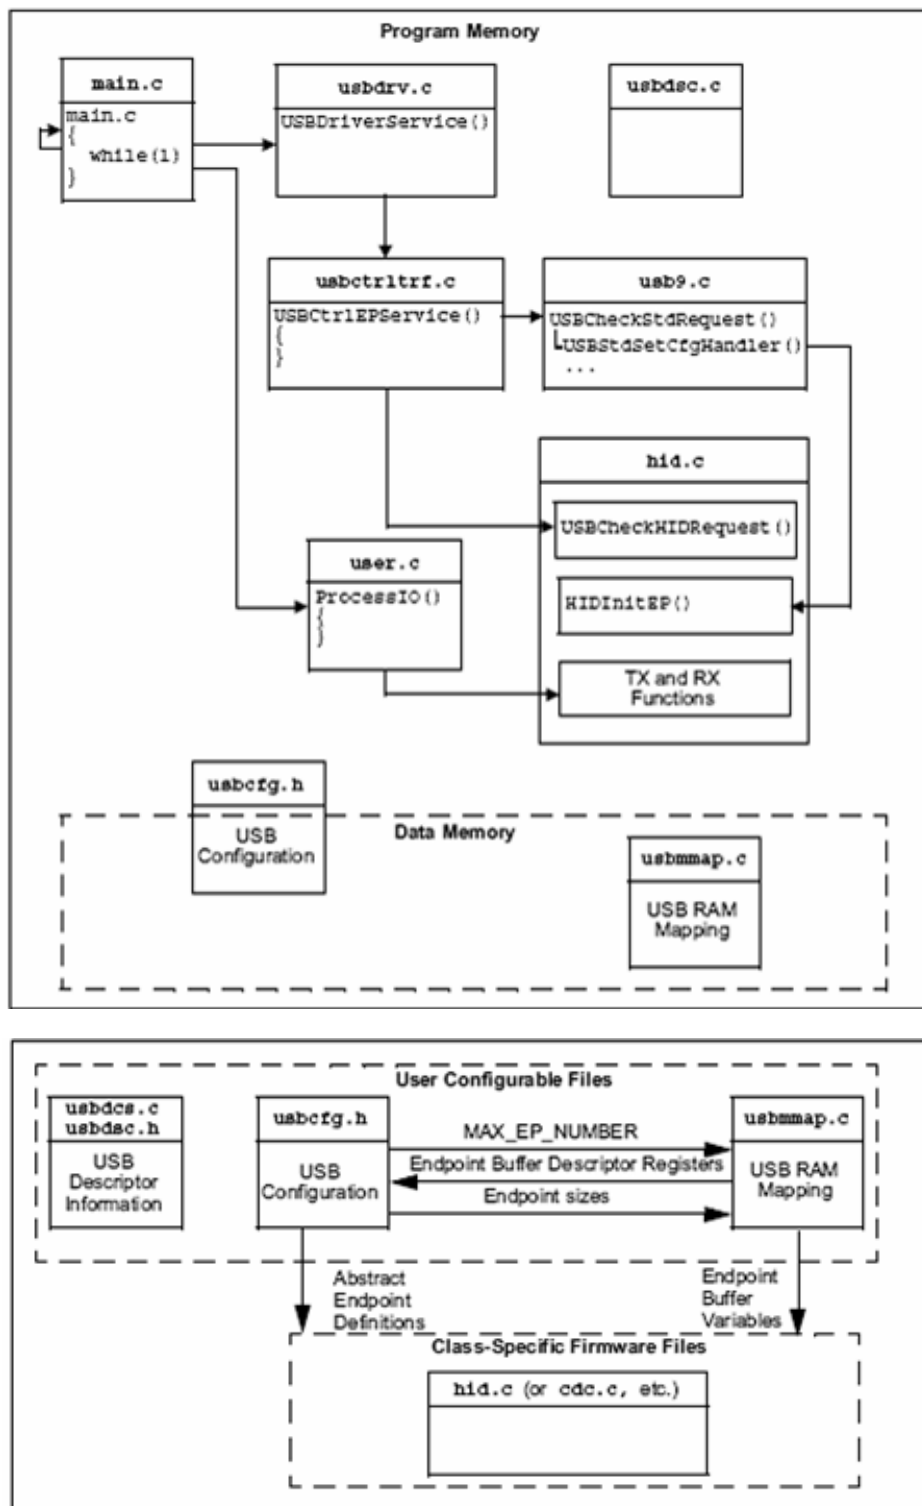 Program Memory
main.c
main.c
{
while(1)
}
usbdrv.c
USBDriverService()
usbdsc.c
usbctrltrf.c
USBCtrlEPService()
{
}
usb9.c
USBCheckStdRequest()
USBStdSetCfgHandler()
...
hid.c
USBCheckHIDRequest()
HIDInitEP()
TX and RX
Functions
user.c
ProcessIO()
{
}
usbcfg.h
USB
Configuration
Data Memory
usbmmap.c
USB RAM
Mapping
User Configurable Files
usbdcs.c
usbdsc.h
USB
Descriptor
Information
usbcfg.h
USB
Configuration
MAX_EP_NUMBER
Endpoint Buffer Descriptor Registers
Endpoint sizes
usbmmap.c
USB RAM
Mapping
Abstract
Endpoint
Definitions
Endpoint
Buffer
Variables
Class-Specific Firmware Files
hid.c (or cdc.c, etc.)